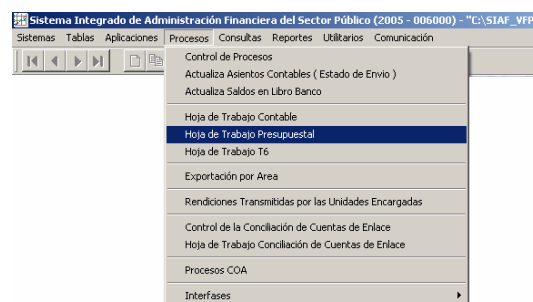 Sistema Integrado de Administración Financiera del Sector Público (2005 - 006000) - "C:\SIAF_VFP
Sistemas Tablas Aplicaciones Procesos Consultas Reportes Utilitarios Comunicación
Control de Procesos
Actualiza Asientos Contables ( Estado de Envio )
Actualiza Saldos en Libro Banco
Hoja de Trabajo Contable
Hoja de Trabajo Presupuestal
Hoja de Trabajo T6
Exportación por Area
Rendiciones Transmitidas por las Unidades Encargadas
Control de la Conciliación de Cuentas de Enlace
Hoja de Trabajo Conciliación de Cuentas de Enlace
Procesos COA
Interfases